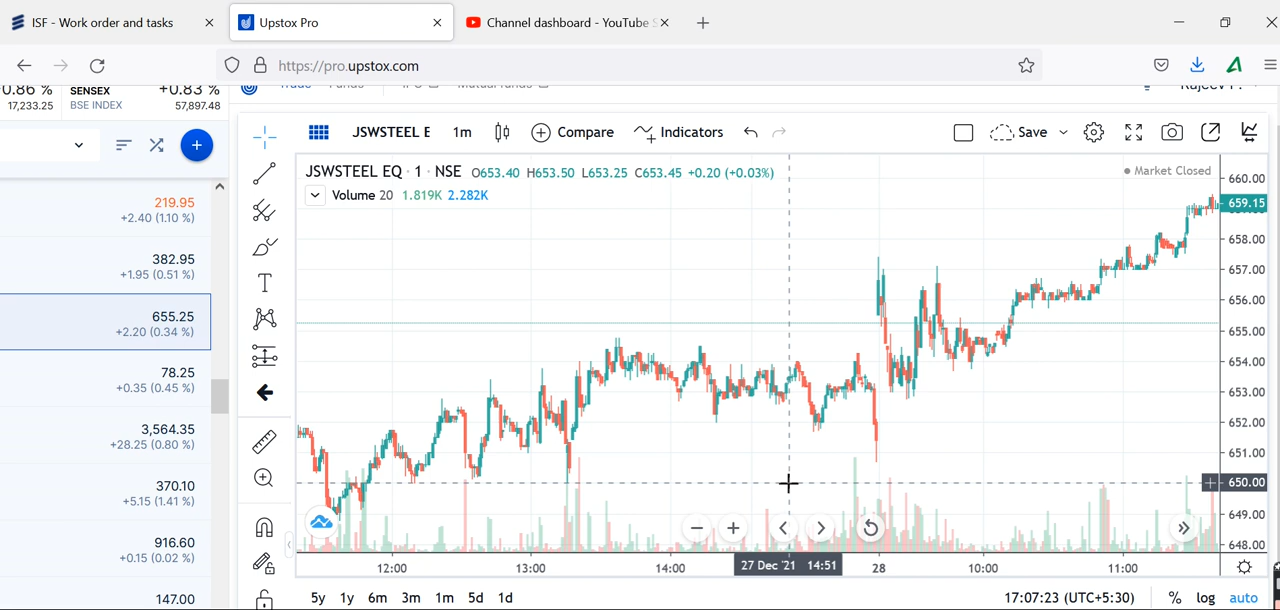 ISF - Work order and tasks
Upstox Pro
Channel dashboard - YouTube S
https://pro.upstox.com
+0.86 %
17,233.25
SENSEX
BSE INDEX
+0.83 %
57,897.48
Trade
Funds
IPO
Mutual funds
Rajeev P.
JSWSTEEL E
1m
Compare
Indicators
Save
JSWSTEEL EQ · 1 · NSE O653.40 H653.50 L653.25 C653.45 +0.20 (+0.03%)
Market Closed
Volume 20 1.819K 2.282K
219.95
+2.40 (1.10 %)
382.95
+1.95 (0.51 %)
655.25
+2.20 (0.34 %)
78.25
+0.35 (0.45 %)
3,564.35
+28.25 (0.80 %)
370.10
+5.15 (1.41 %)
916.60
+0.15 (0.02 %)
147.00
660.00
659.15
658.00
657.00
656.00
655.00
654.00
653.00
652.00
651.00
650.00
649.00
648.00
12:00
13:00
14:00
27 Dec '21 14:51
28
10:00
11:00
5y
1y
6m
3m
1m
5d
1d
17:07:23 (UTC+5:30)
%
log
auto